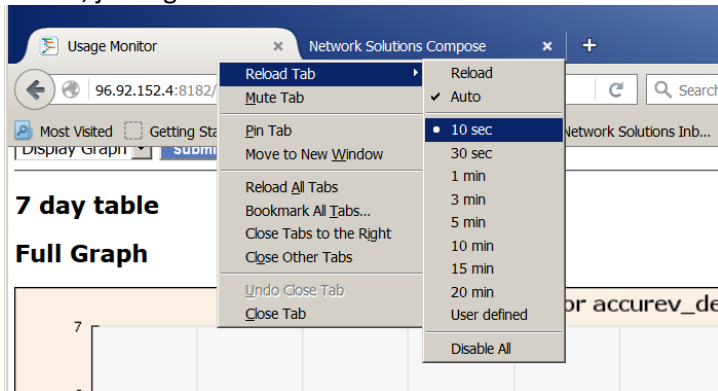 Usage Monitor × Network Solutions Compose × +
96.92.152.4:8182/ Search
Most Visited Getting Sta Network Solutions Inb...
Reload Tab
Mute Tab
Pin Tab
Move to New Window
Reload All Tabs
Bookmark All Tabs...
Close Tabs to the Right
Close Other Tabs
Undo Close Tab
Close Tab
Reload
Auto
10 sec
30 sec
1 min
3 min
5 min
10 min
15 min
20 min
User defined
Disable All
Display Graph Submi
7 day table
Full Graph
or accurev_de
7